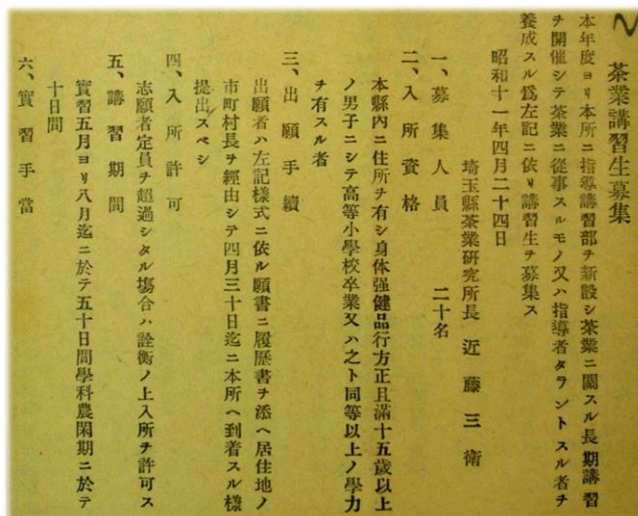 茶業講習生募集
本年度ヨリ本所ニ指導講習部ヲ新設シ茶業ニ關スル長期講習
ヲ開催シテ茶業ニ從事スルモノ又ハ指導者タラントスル者ヲ
養成スル爲左記ニ依リ講習生ヲ募集ス
昭和十一年四月二十四日
埼玉縣茶業硏究所長 近藤三衛
一、募集人員 二十名
二、入所資格
本縣內ニ住所ヲ有シ身体强健品行方正且滿十五歲以上
ノ男子ニシテ高等小學校卒業又ハ之ト同等以上ノ學力
ヲ有スル者
三、出願手續
出願者ハ左記樣式ニ依ル願書ニ履歷書ヲ添ヘ居住地ノ
市町村長ヲ經由シテ四月三十日迄ニ本所ヘ到着スル樣
提出スベシ
四、入所許可
志願者定員ヲ超過シタル場合ハ詮衡ノ上入所ヲ許可ス
五、講習期間
實習五月ヨリ八月迄ニ於テ五十日間學科農閑期ニ於テ
十日間
六、實習手當